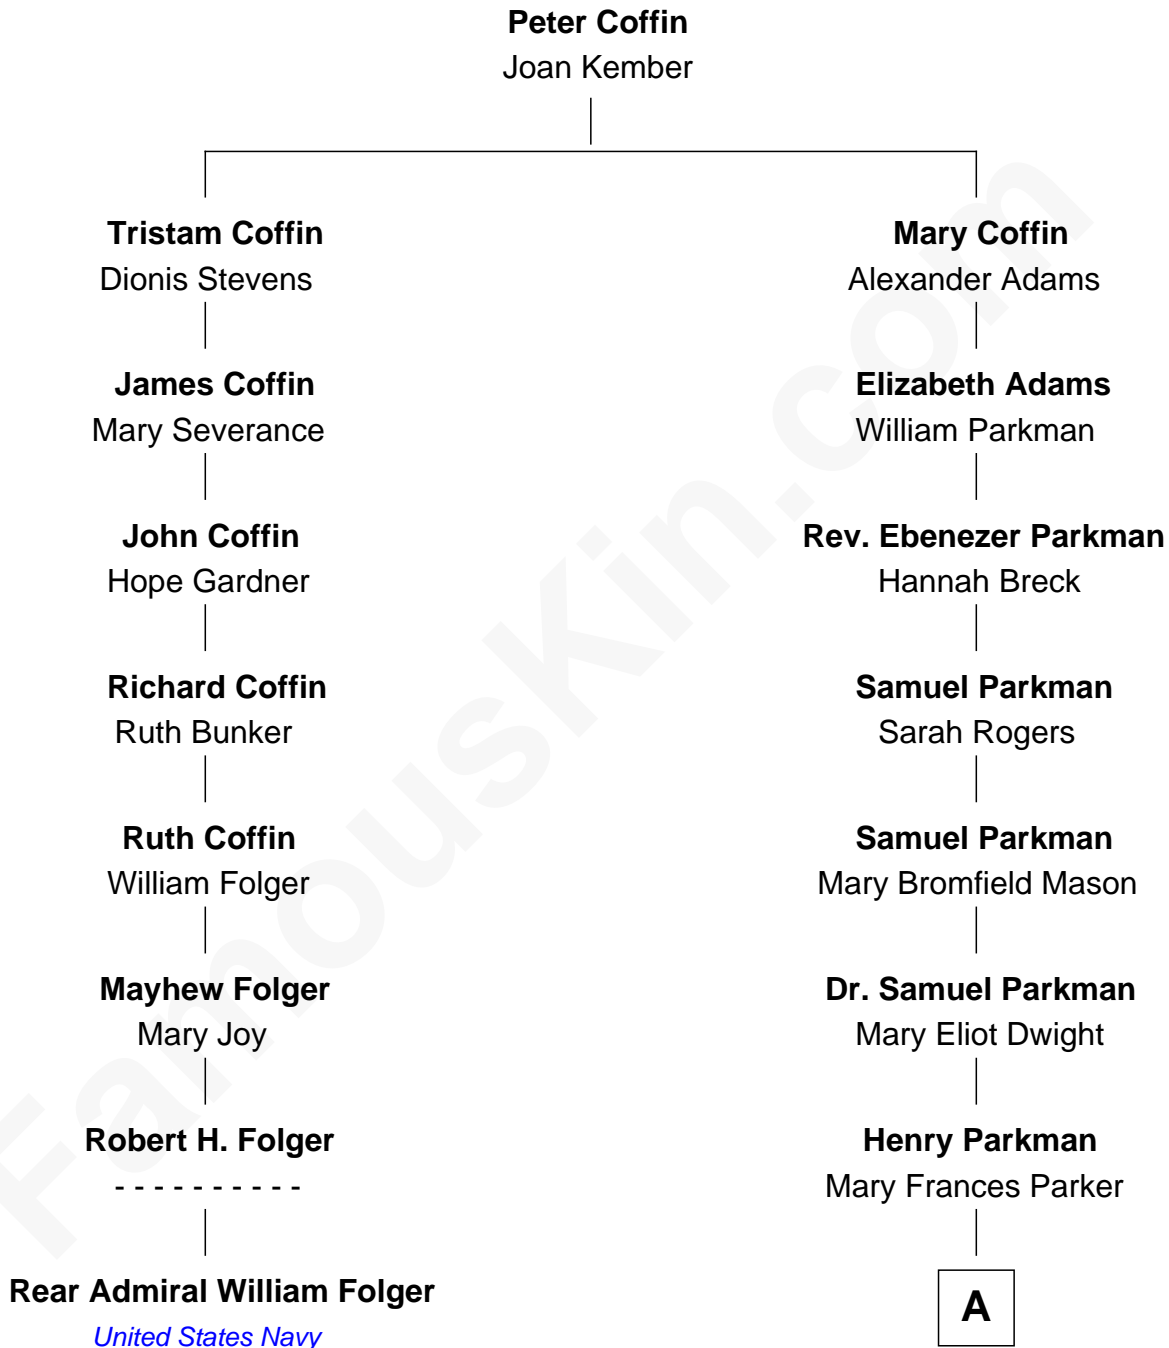 Peter Coffin
Joan Kember
Tristam Coffin
Dionis Stevens
James Coffin
Mary Severance
John Coffin
Hope Gardner
Richard Coffin
Ruth Bunker
Ruth Coffin
William Folger
Mayhew Folger
Mary Joy
Robert H. Folger
- - - - - - - - - -
Rear Admiral William Folger
United States Navy
Mary Coffin
Alexander Adams
Elizabeth Adams
William Parkman
Rev. Ebenezer Parkman
Hannah Breck
Samuel Parkman
Sarah Rogers
Samuel Parkman
Mary Bromfield Mason
Dr. Samuel Parkman
Mary Eliot Dwight
Henry Parkman
Mary Frances Parker
A
FamousKin.com